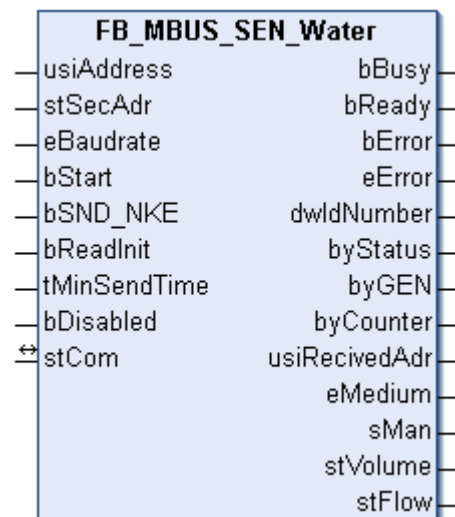 FB_MBUS_SEN_Water
usiAddress bBusy
stSecAdr bReady
eBaudrate bError
bStart eError
bSND_NKE dwIdNumber
bReadInit byStatus
tMinSendTime byGEN
bDisabled byCounter
stCom usiRecivedAdr
eMedium
sMan
stVolume
stFlow